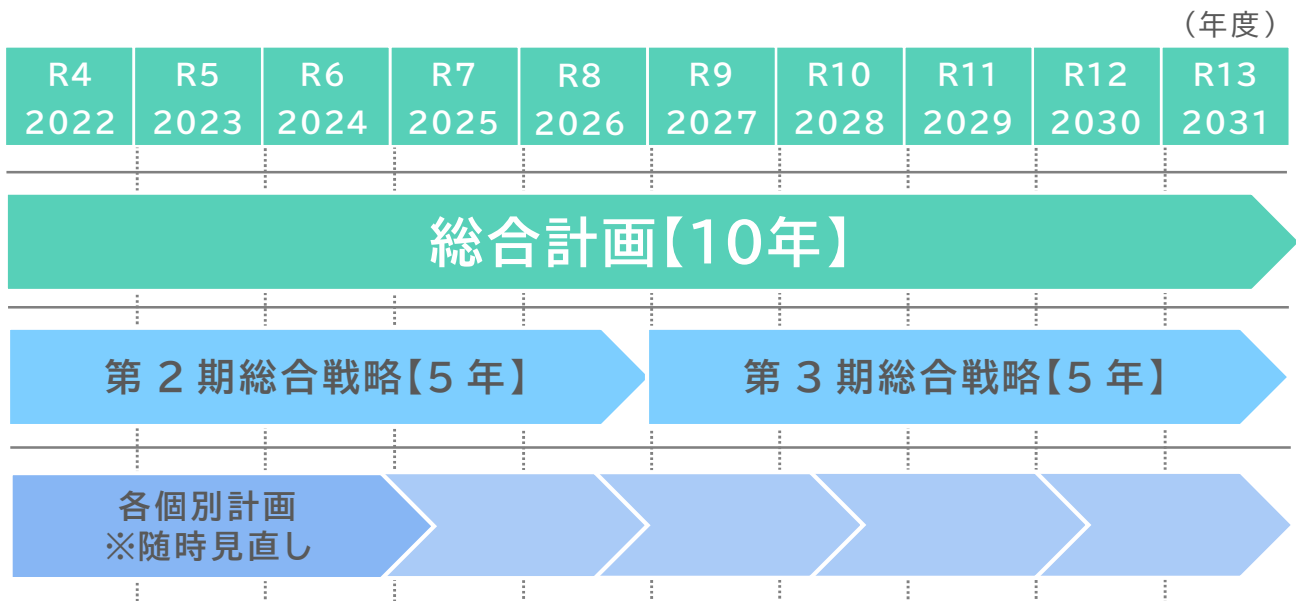 （年度）
R4 R5 R6 R7 R8 R9 R10 R11 R12 R13
2022 2023 2024 2025 2026 2027 2028 2029 2030 2031
総合計画【10年】
第2期総合戦略【5年】 第3期総合戦略【5年】
各個別計画
※随時見直し